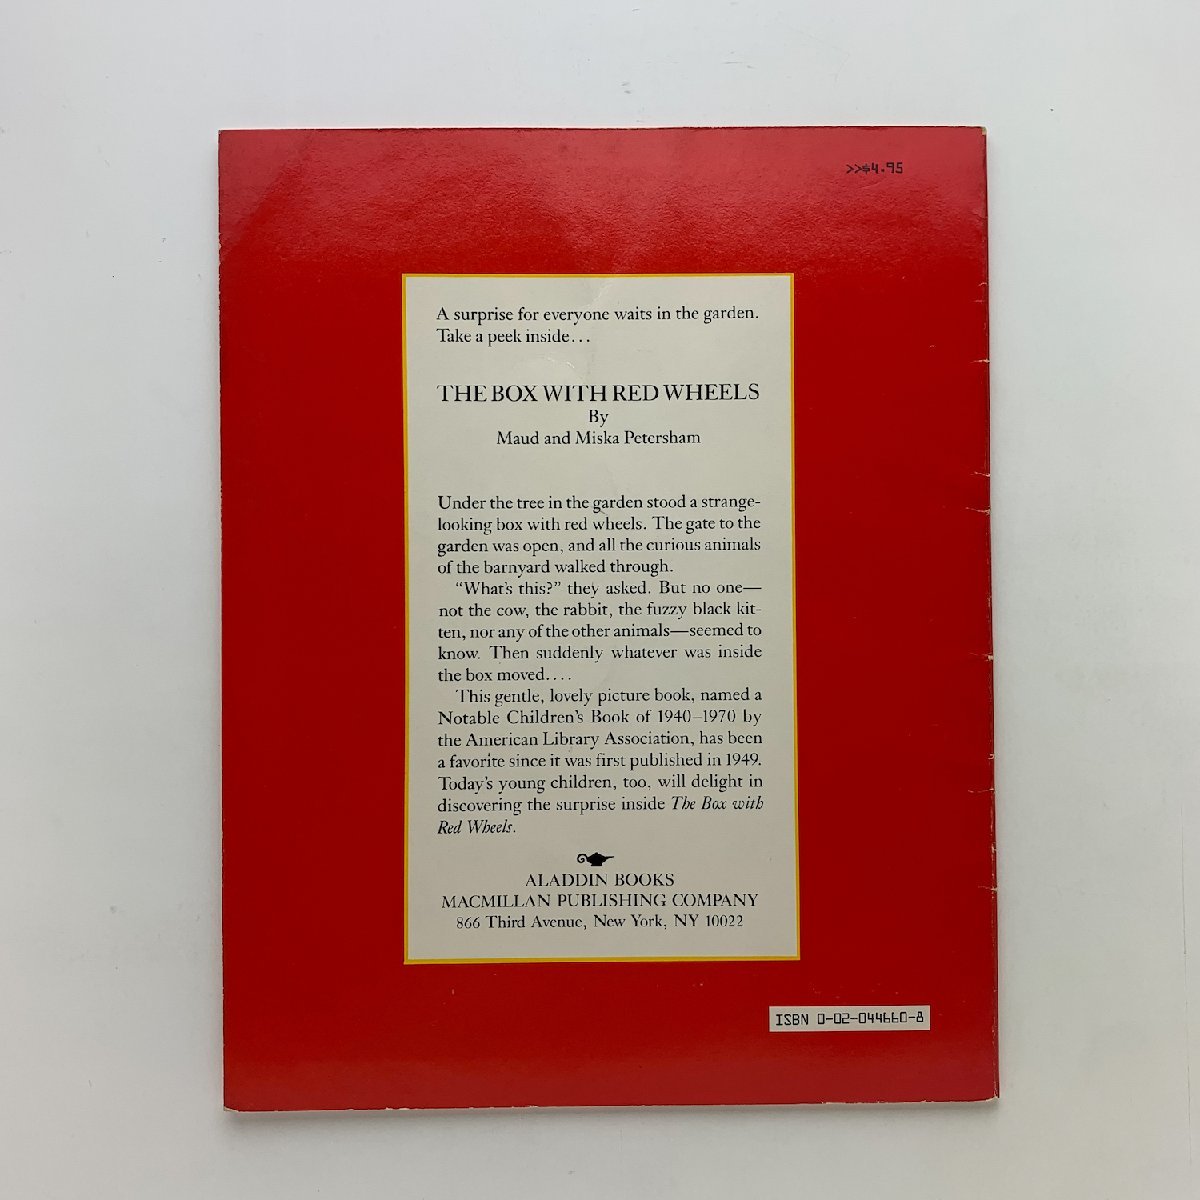 >>$4.95
A surprise for everyone waits in the garden.
Take a peek inside...
THE BOX WITH RED WHEELS
By
Maud and Miska Petersham
Under the tree in the garden stood a strange-
looking box with red wheels. The gate to the
garden was open, and all the curious animals
of the barnyard walked through.
“What's this?” they asked. But no one—
not the cow, the rabbit, the fuzzy black kit-
ten, nor any of the other animals—seemed to
know. Then suddenly whatever was inside
the box moved....
This gentle, lovely picture book, named a
Notable Children's Book of 1940–1970 by
the American Library Association, has been
a favorite since it was first published in 1949.
Today's young children, too, will delight in
discovering the surprise inside The Box with
Red Wheels.
ALADDIN BOOKS
MACMILLAN PUBLISHING COMPANY
866 Third Avenue, New York, NY 10022
ISBN 0-02-044660-8